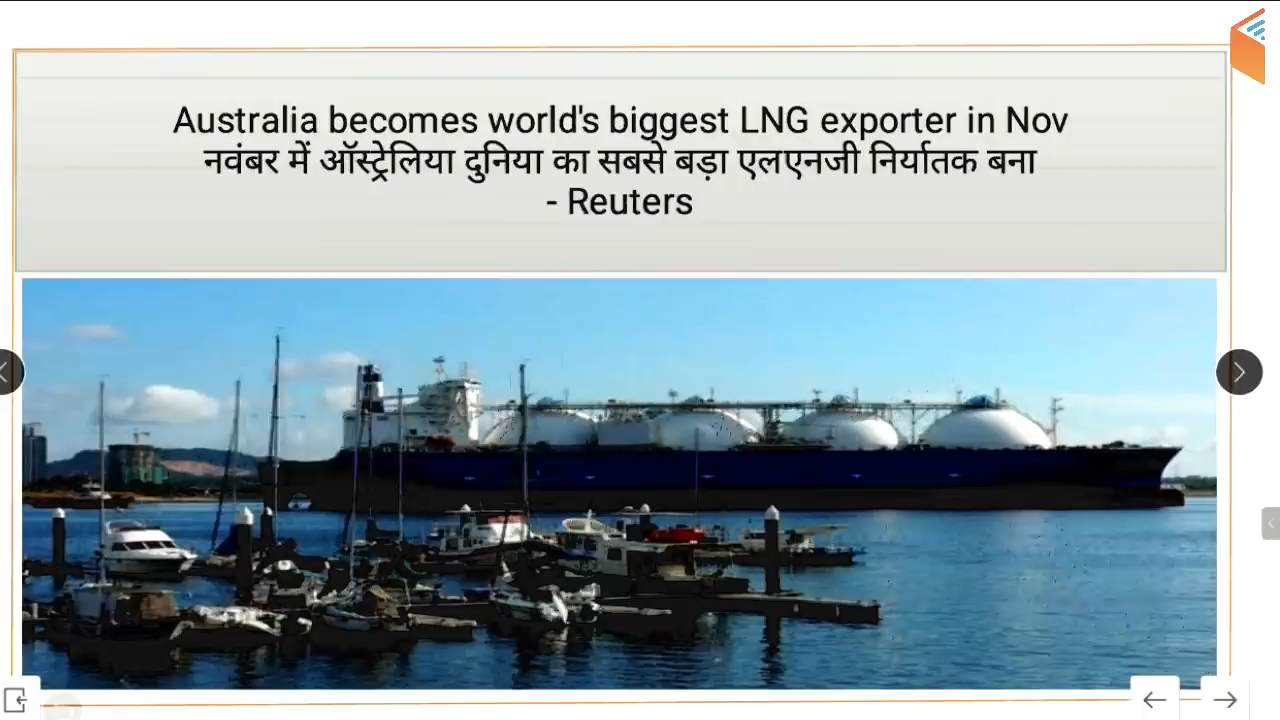 Australia becomes world's biggest LNG exporter in Nov
नवंबर में ऑस्ट्रेलिया दुनिया का सबसे बड़ा एलएनजी निर्यातक बना
- Reuters